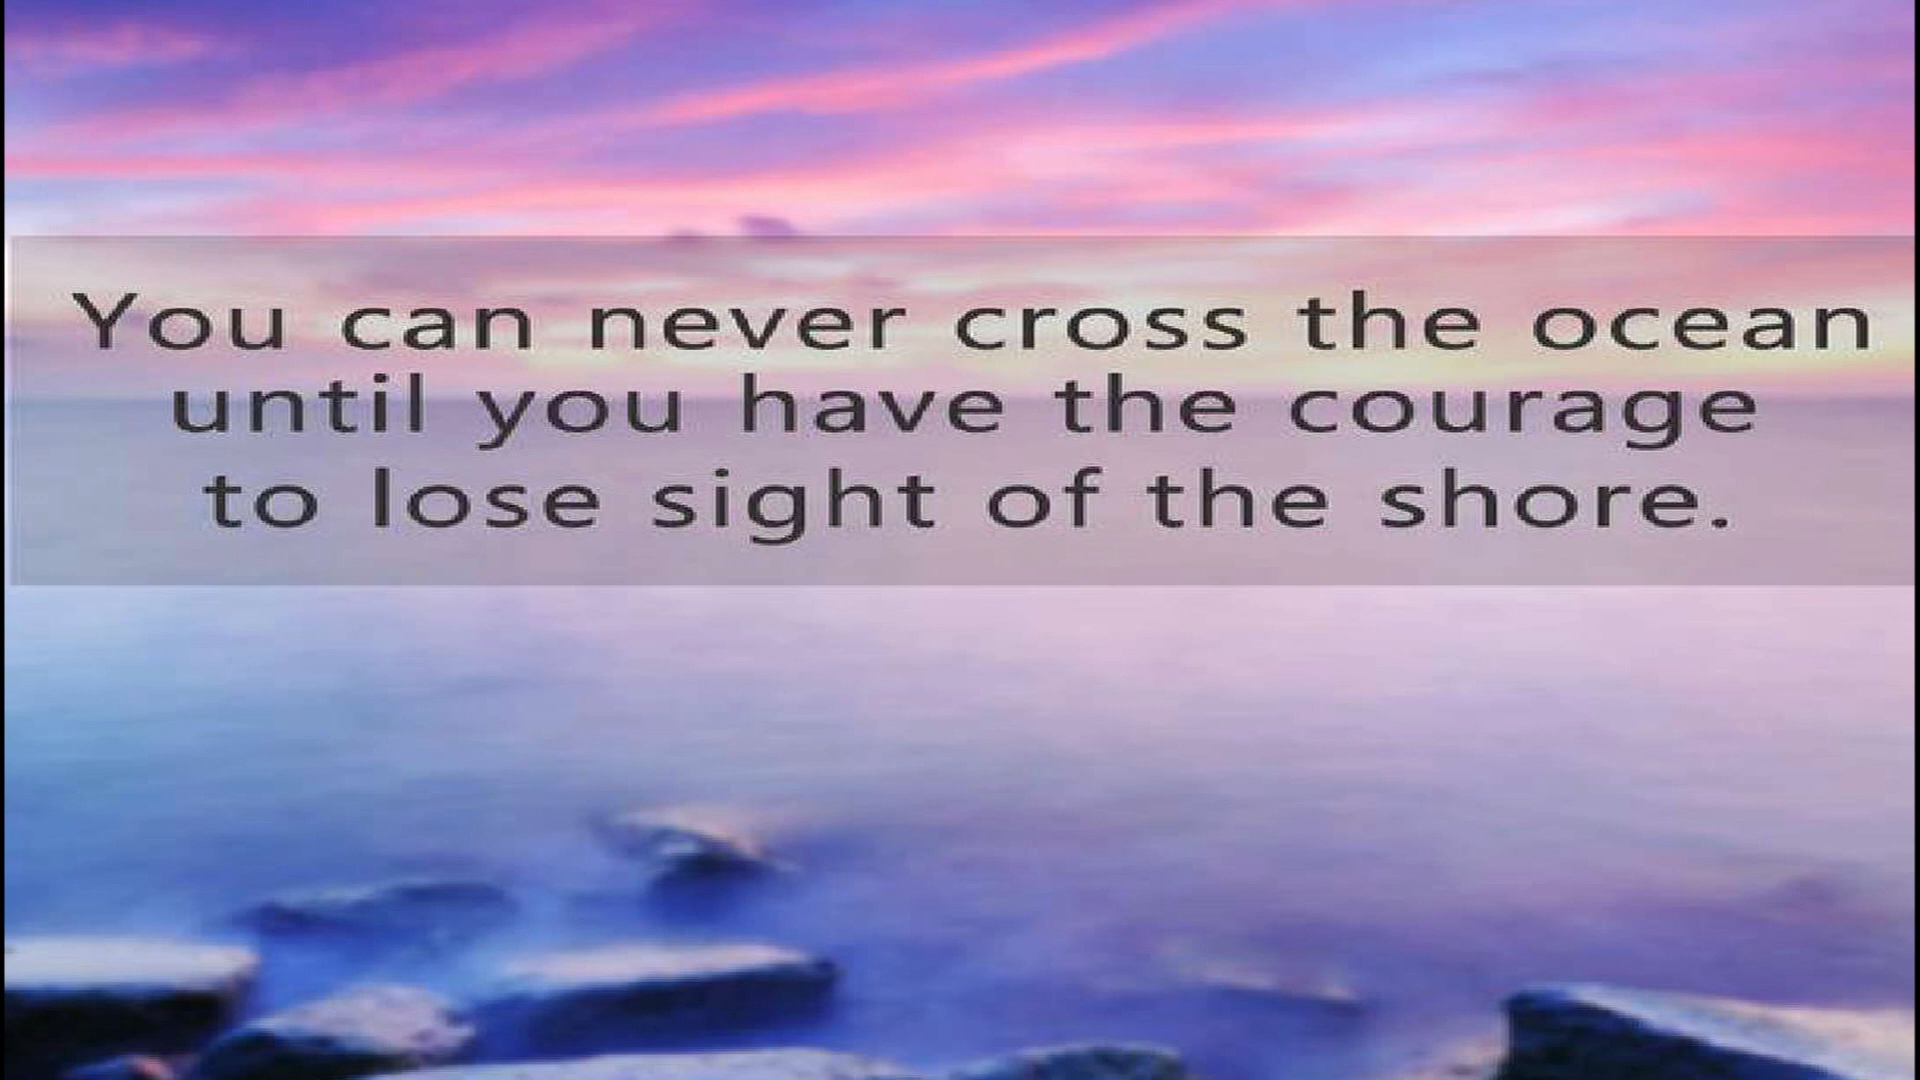 You can never cross the ocean
until you have the courage
to lose sight of the shore.